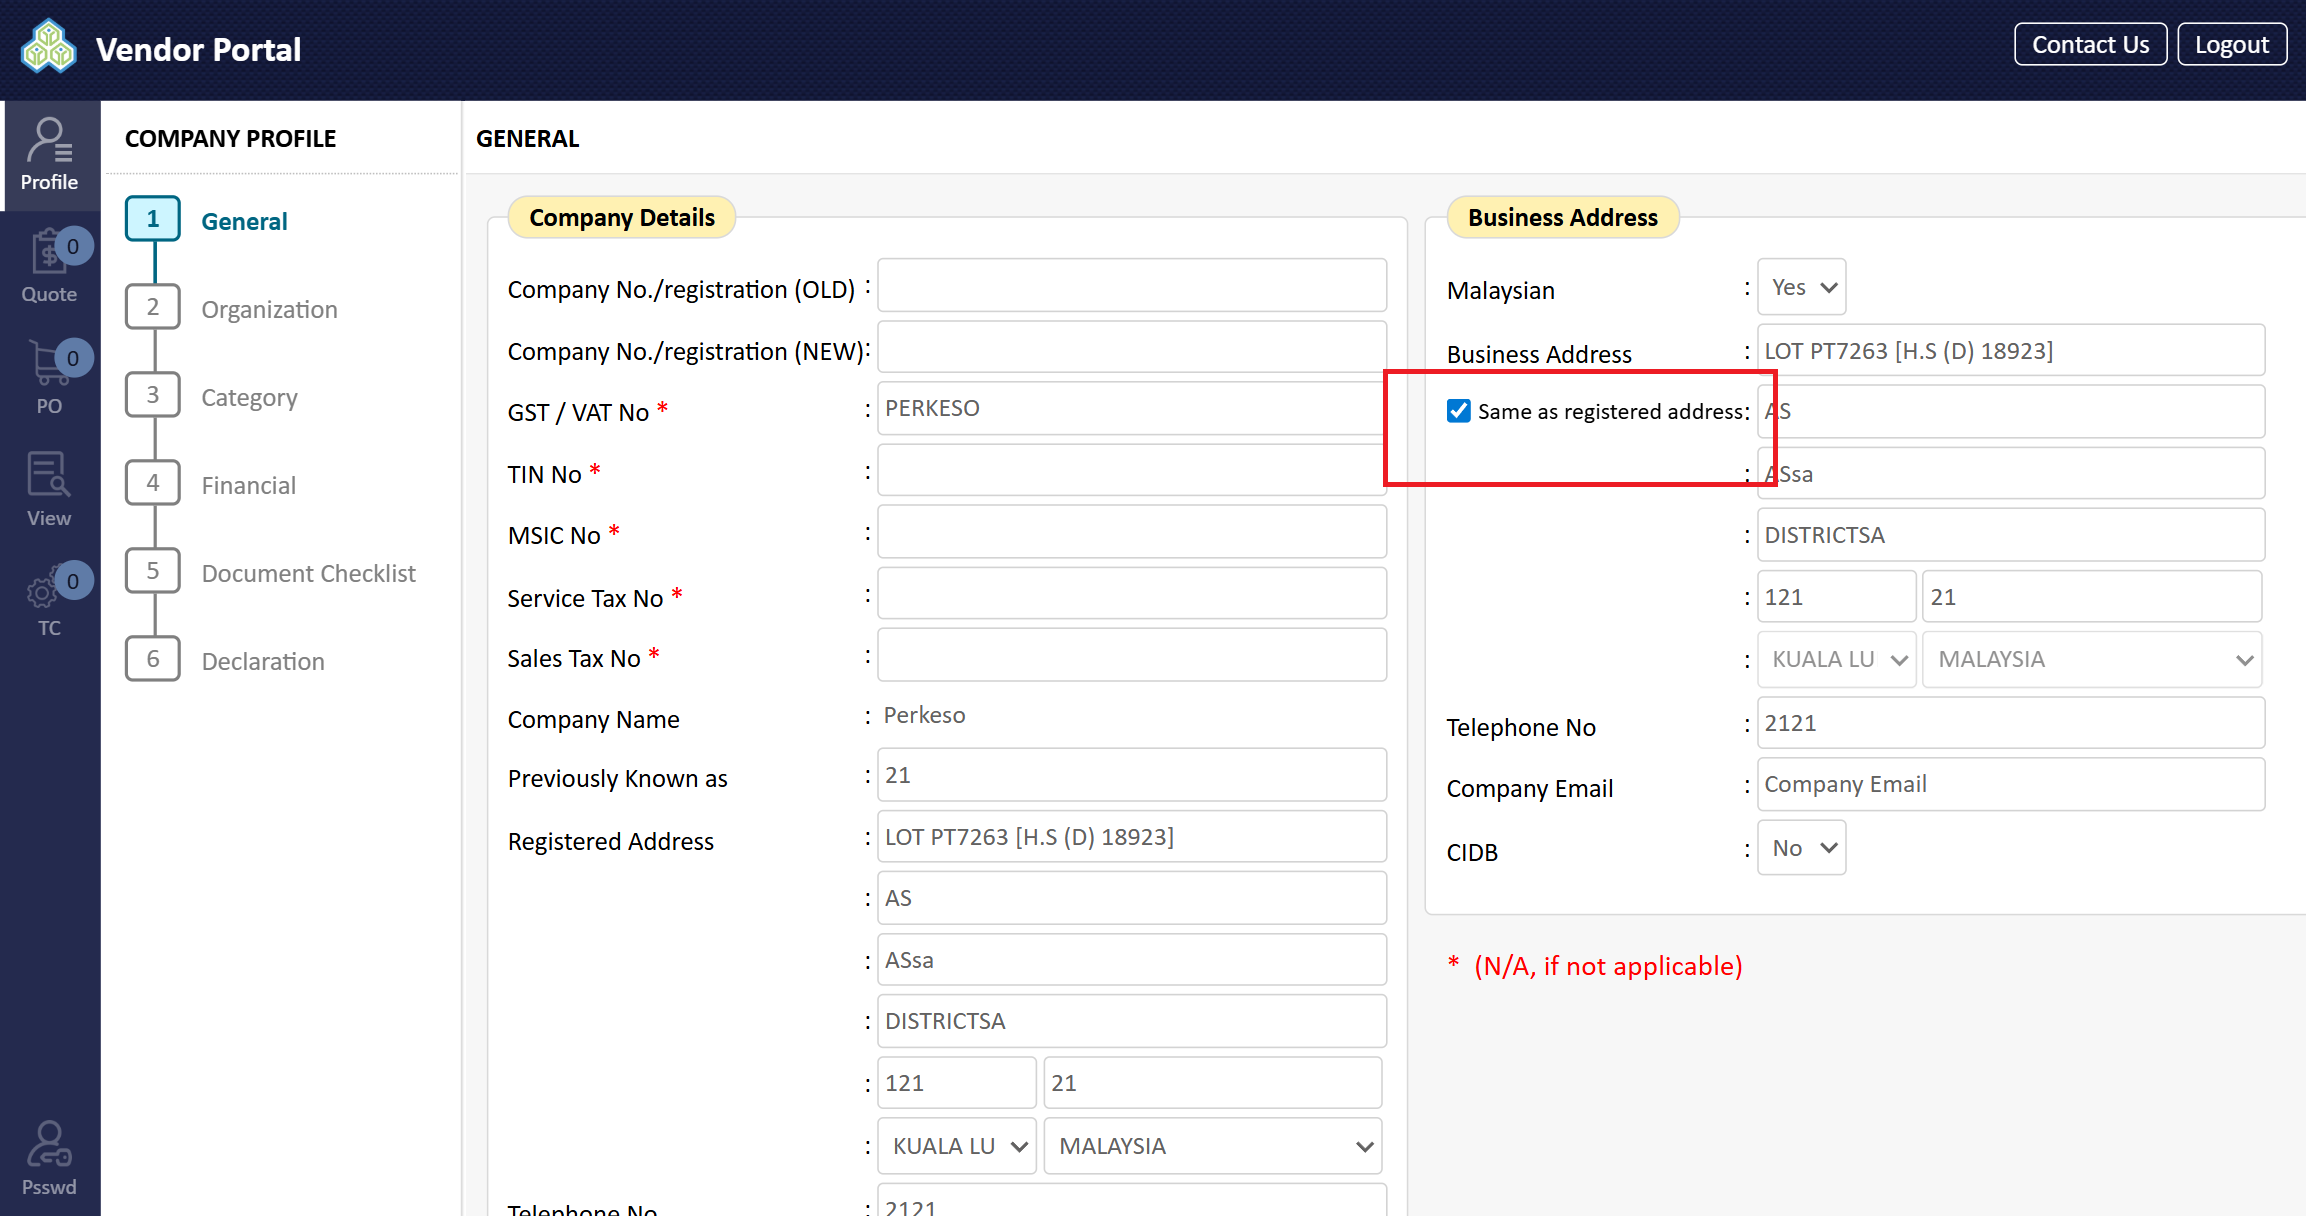 Vendor Portal
Contact Us
Logout
Profile
0
Quote
0
PO
View
0
TC
Psswd
COMPANY PROFILE
1 General
2 Organization
3 Category
4 Financial
5 Document Checklist
6 Declaration
GENERAL
Company Details
Company No./registration (OLD) :
Company No./registration (NEW):
GST / VAT No * : PERKESO
TIN No * :
MSIC No * :
Service Tax No * :
Sales Tax No * :
Company Name : Perkeso
Previously Known as : 21
Registered Address : LOT PT7263 [H.S (D) 18923]
: AS
: ASsa
: DISTRICTSA
: 121 21
: KUALA LU MALAYSIA
Telephone No : 2121
Business Address
Malaysian : Yes
Business Address : LOT PT7263 [H.S (D) 18923]
Same as registered address: AS
: ASsa
: DISTRICTSA
: 121 21
: KUALA LU MALAYSIA
Telephone No : 2121
Company Email : Company Email
CIDB : No
* (N/A, if not applicable)